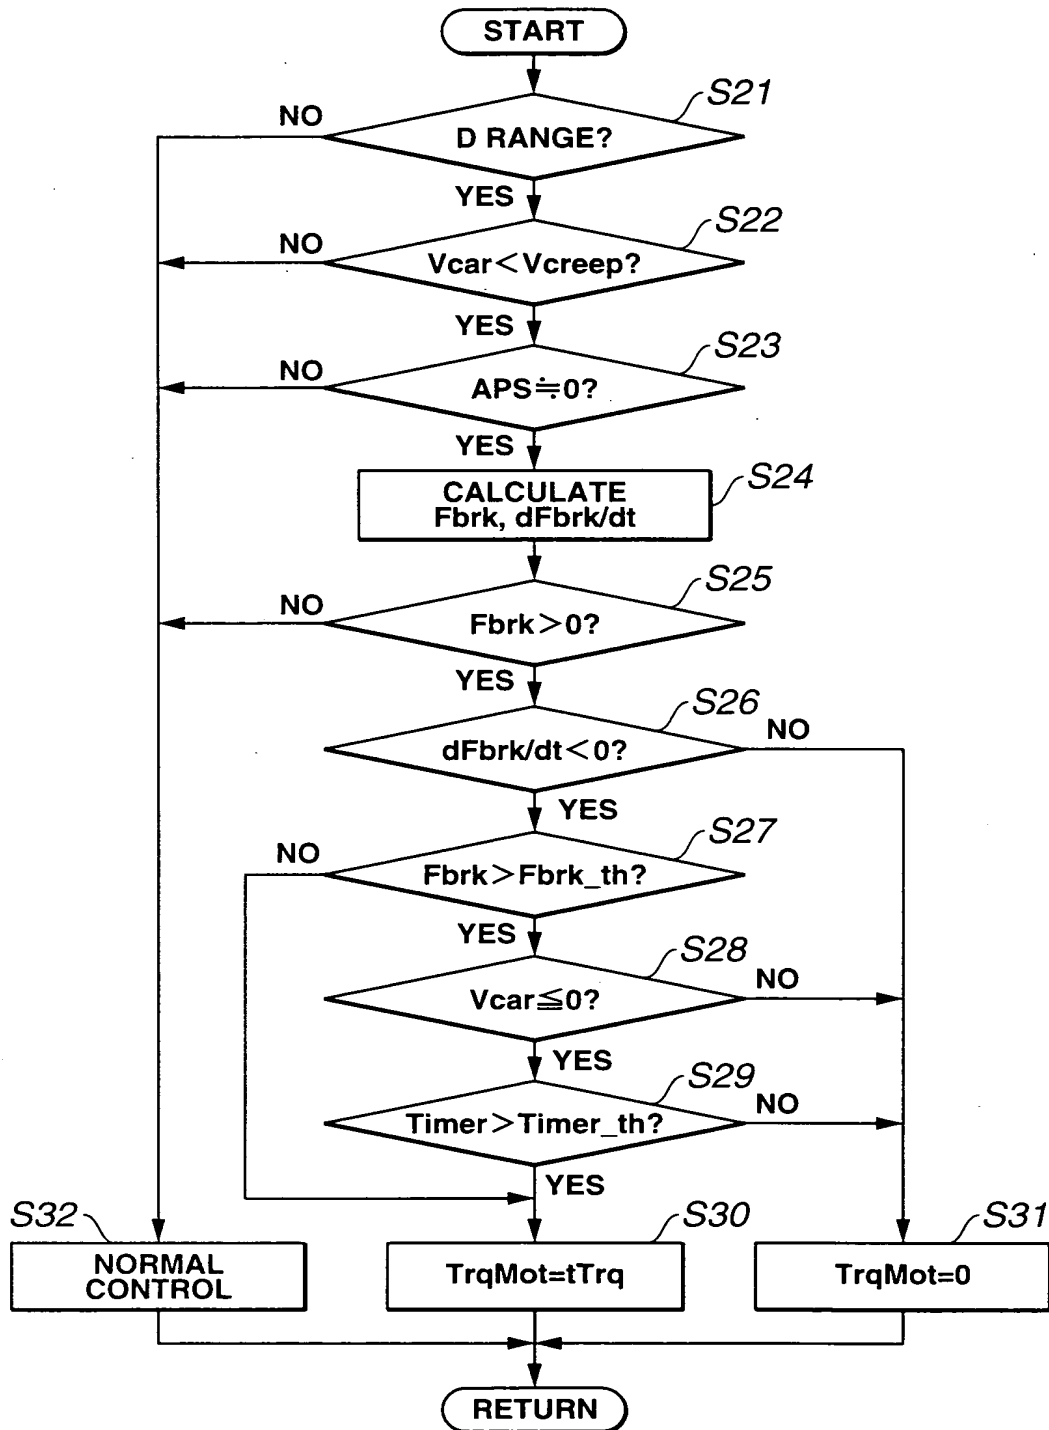 START
S21
NO
D RANGE?
YES
S22
NO
Vcar<Vcreep?
YES
S23
NO
APS≒0?
YES
S24
CALCULATE
Fbrk, dFbrk/dt
S25
NO
Fbrk>0?
YES
S26
NO
dFbrk/dt<0?
YES
S27
NO
Fbrk>Fbrk_th?
YES
S28
NO
Vcar≦0?
YES
S29
NO
Timer>Timer_th?
YES
S32
S30
S31
NORMAL
CONTROL
TrqMot=tTrq
TrqMot=0
RETURN